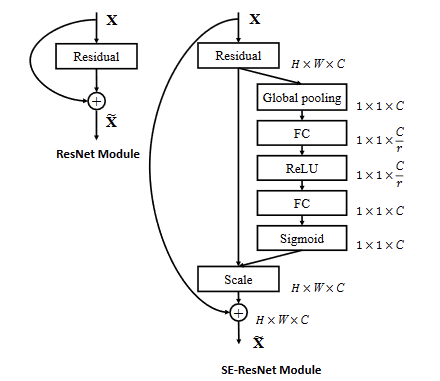 X
Residual
+
X̃
ResNet Module
X
Residual
H × W × C
Global pooling
1 × 1 × C
FC
1 × 1 × C/r
ReLU
1 × 1 × C/r
FC
1 × 1 × C
Sigmoid
1 × 1 × C
Scale
H × W × C
+
H × W × C
X̃
SE-ResNet Module